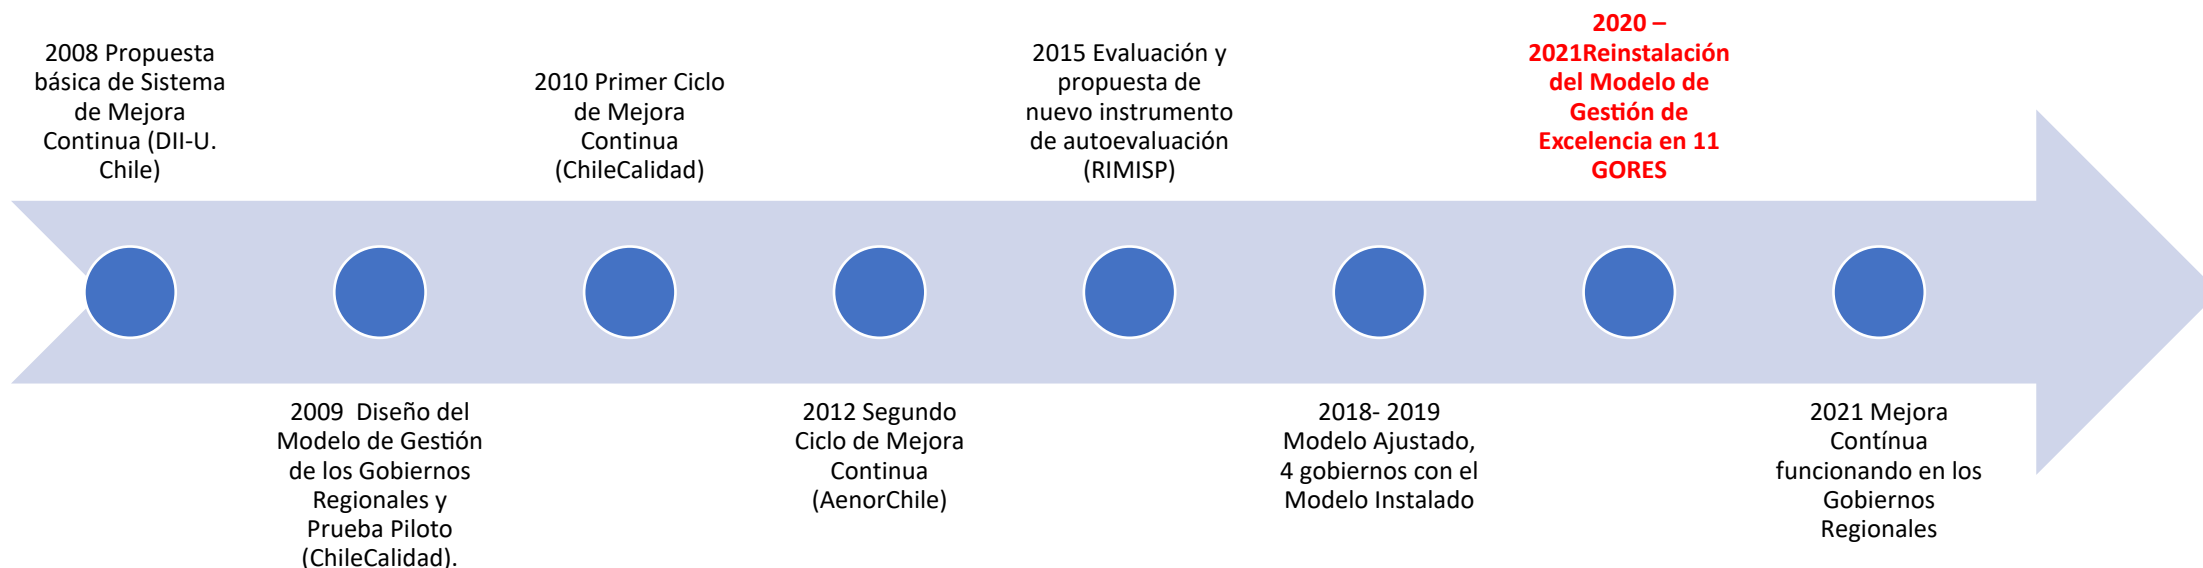 2008 Propuesta
básica de Sistema
de Mejora
Continua (DII-U.
Chile)
2009  Diseño del
Modelo de Gestión
de los Gobiernos
Regionales y
Prueba Piloto
(ChileCalidad).
2010 Primer Ciclo
de Mejora
Continua
(ChileCalidad)
2012 Segundo
Ciclo de Mejora
Continua
(AenorChile)
2015 Evaluación y
propuesta de
nuevo instrumento
de autoevaluación
(RIMISP)
2018- 2019
Modelo Ajustado,
4 gobiernos con el
Modelo Instalado
2020 –
2021Reinstalación
del Modelo de
Gestión de
Excelencia en 11
GORES
2021 Mejora
Contínua
funcionando en los
Gobiernos
Regionales